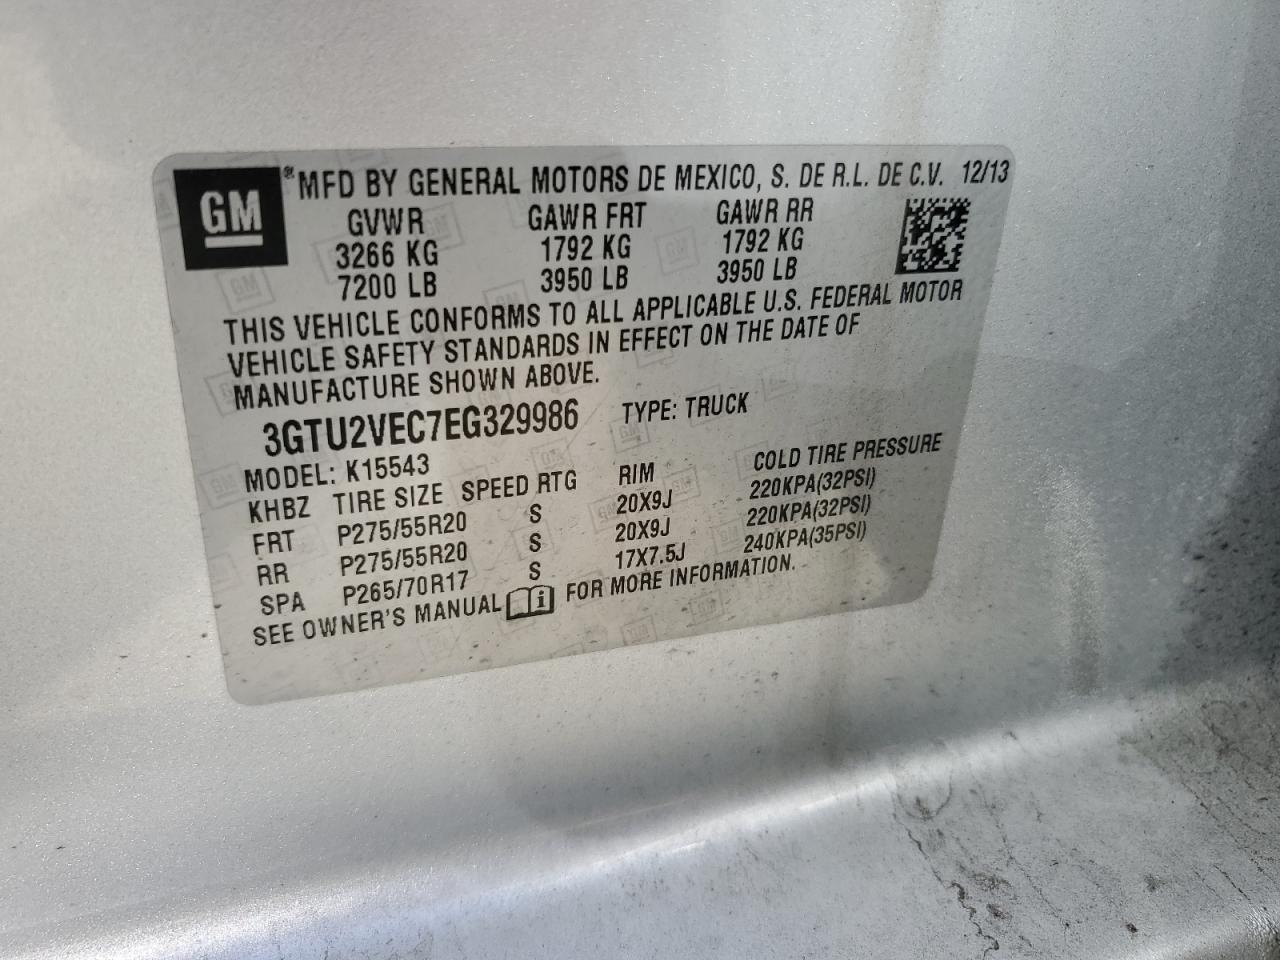 GM ® MFD BY GENERAL MOTORS DE MEXICO, S. DE R.L. DE C.V. 12/13
GVWR GAWR FRT GAWR RR
3266 KG 1792 KG 1792 KG
7200 LB 3950 LB 3950 LB
THIS VEHICLE CONFORMS TO ALL APPLICABLE U.S. FEDERAL MOTOR
VEHICLE SAFETY STANDARDS IN EFFECT ON THE DATE OF
MANUFACTURE SHOWN ABOVE.
3GTU2VEC7EG329986 TYPE: TRUCK
MODEL: K15543
KHBZ TIRE SIZE SPEED RTG RIM COLD TIRE PRESSURE
FRT P275/55R20 S 20X9J 220KPA(32PSI)
RR P275/55R20 S 20X9J 220KPA(32PSI)
SPA P265/70R17 S 17X7.5J 240KPA(35PSI)
SEE OWNER'S MANUAL i FOR MORE INFORMATION.